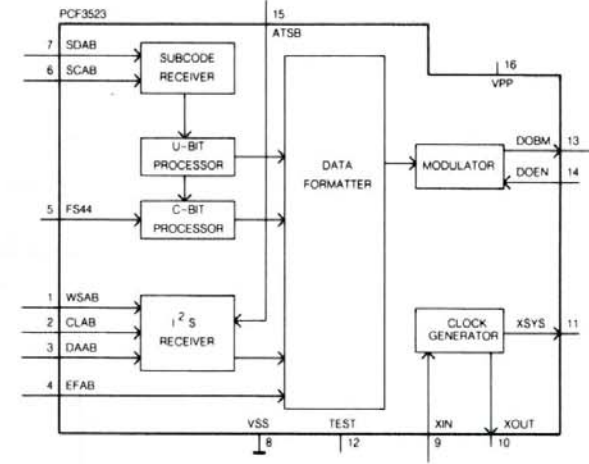 PCF3523
15
ATSB
7 SDAB
6 SCAB
SUBCODE
RECEIVER
16
VPP
U-BIT
PROCESSOR
DATA
FORMATTER
MODULATOR
DOBM 13
DOEN 14
5 FS44
C-BIT
PROCESSOR
1 WSAB
2 CLAB
3 DAAB
4 EFAB
I²S
RECEIVER
CLOCK
GENERATOR
XSYS 11
VSS
8
TEST
12
XIN
9
XOUT
10